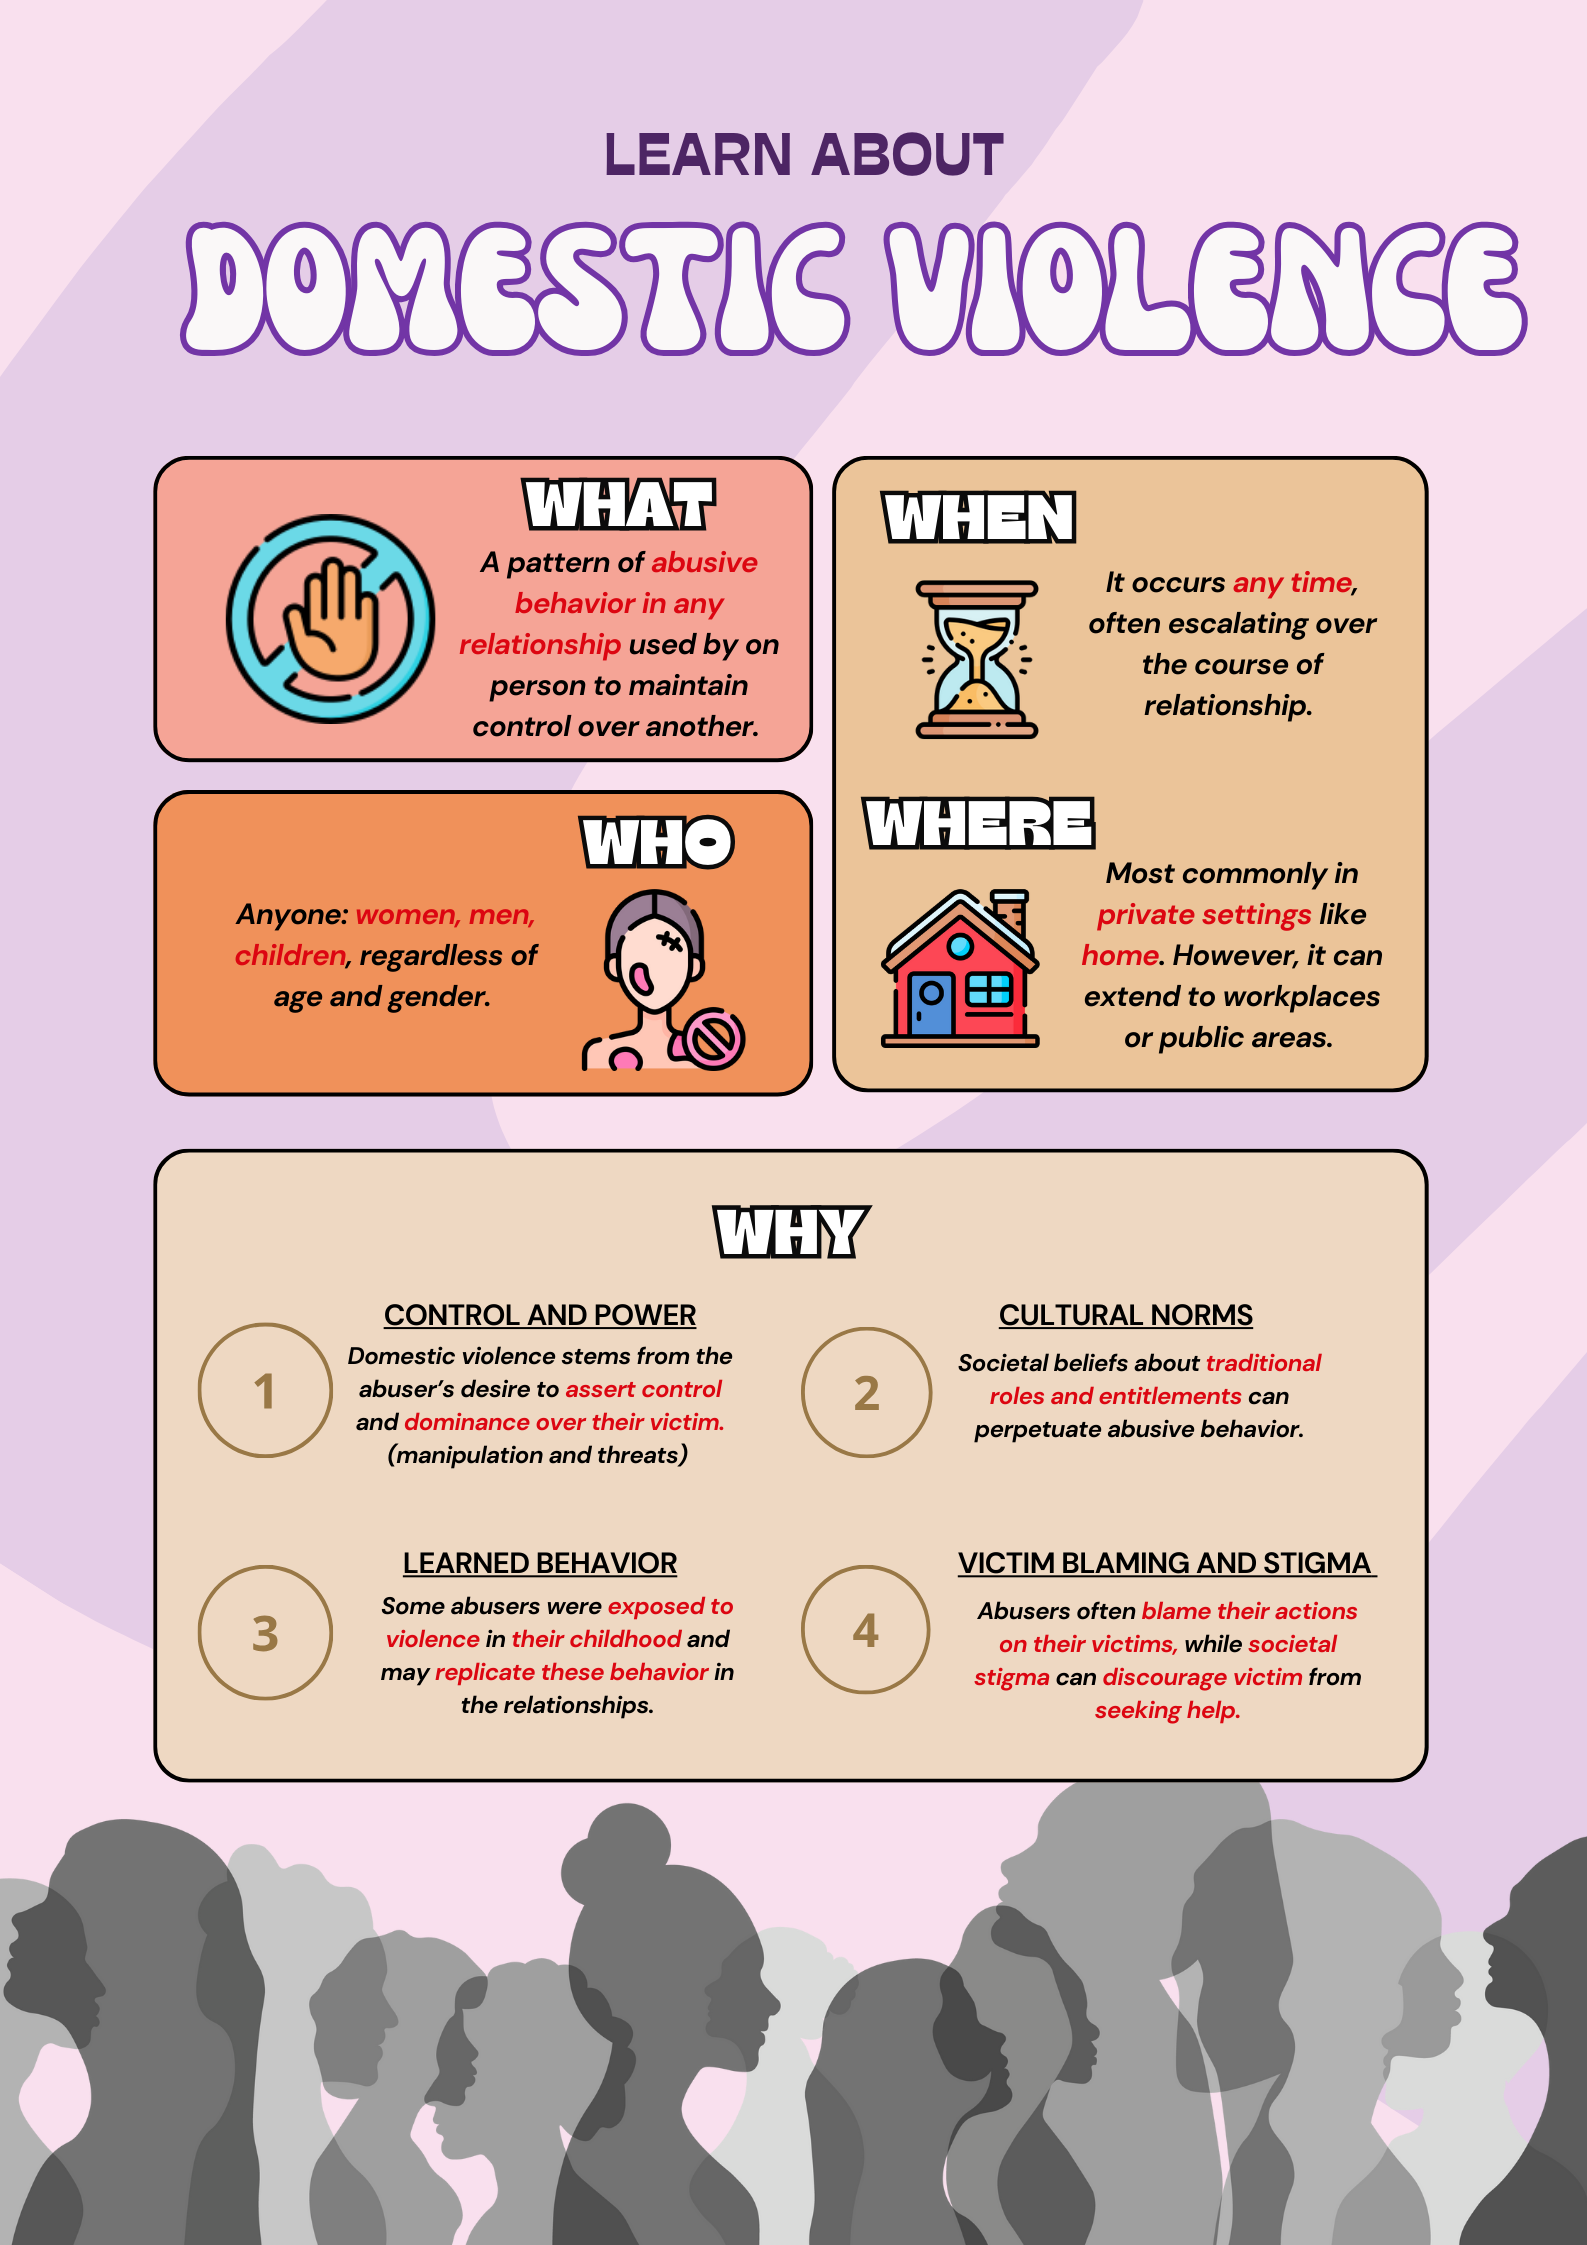 LEARN ABOUT
DOMESTIC VIOLENCE
WHAT
A pattern of abusive
behavior in any
relationship used by on
person to maintain
control over another.
WHO
Anyone: women, men,
children, regardless of
age and gender.
WHEN
It occurs any time,
often escalating over
the course of
relationship.
WHERE
Most commonly in
private settings like
home. However, it can
extend to workplaces
or public areas.
WHY
1
CONTROL AND POWER
Domestic violence stems from the
abuser’s desire to assert control
and dominance over their victim.
(manipulation and threats)
2
CULTURAL NORMS
Societal beliefs about traditional
roles and entitlements can
perpetuate abusive behavior.
3
LEARNED BEHAVIOR
Some abusers were exposed to
violence in their childhood and
may replicate these behavior in
the relationships.
4
VICTIM BLAMING AND STIGMA
Abusers often blame their actions
on their victims, while societal
stigma can discourage victim from
seeking help.